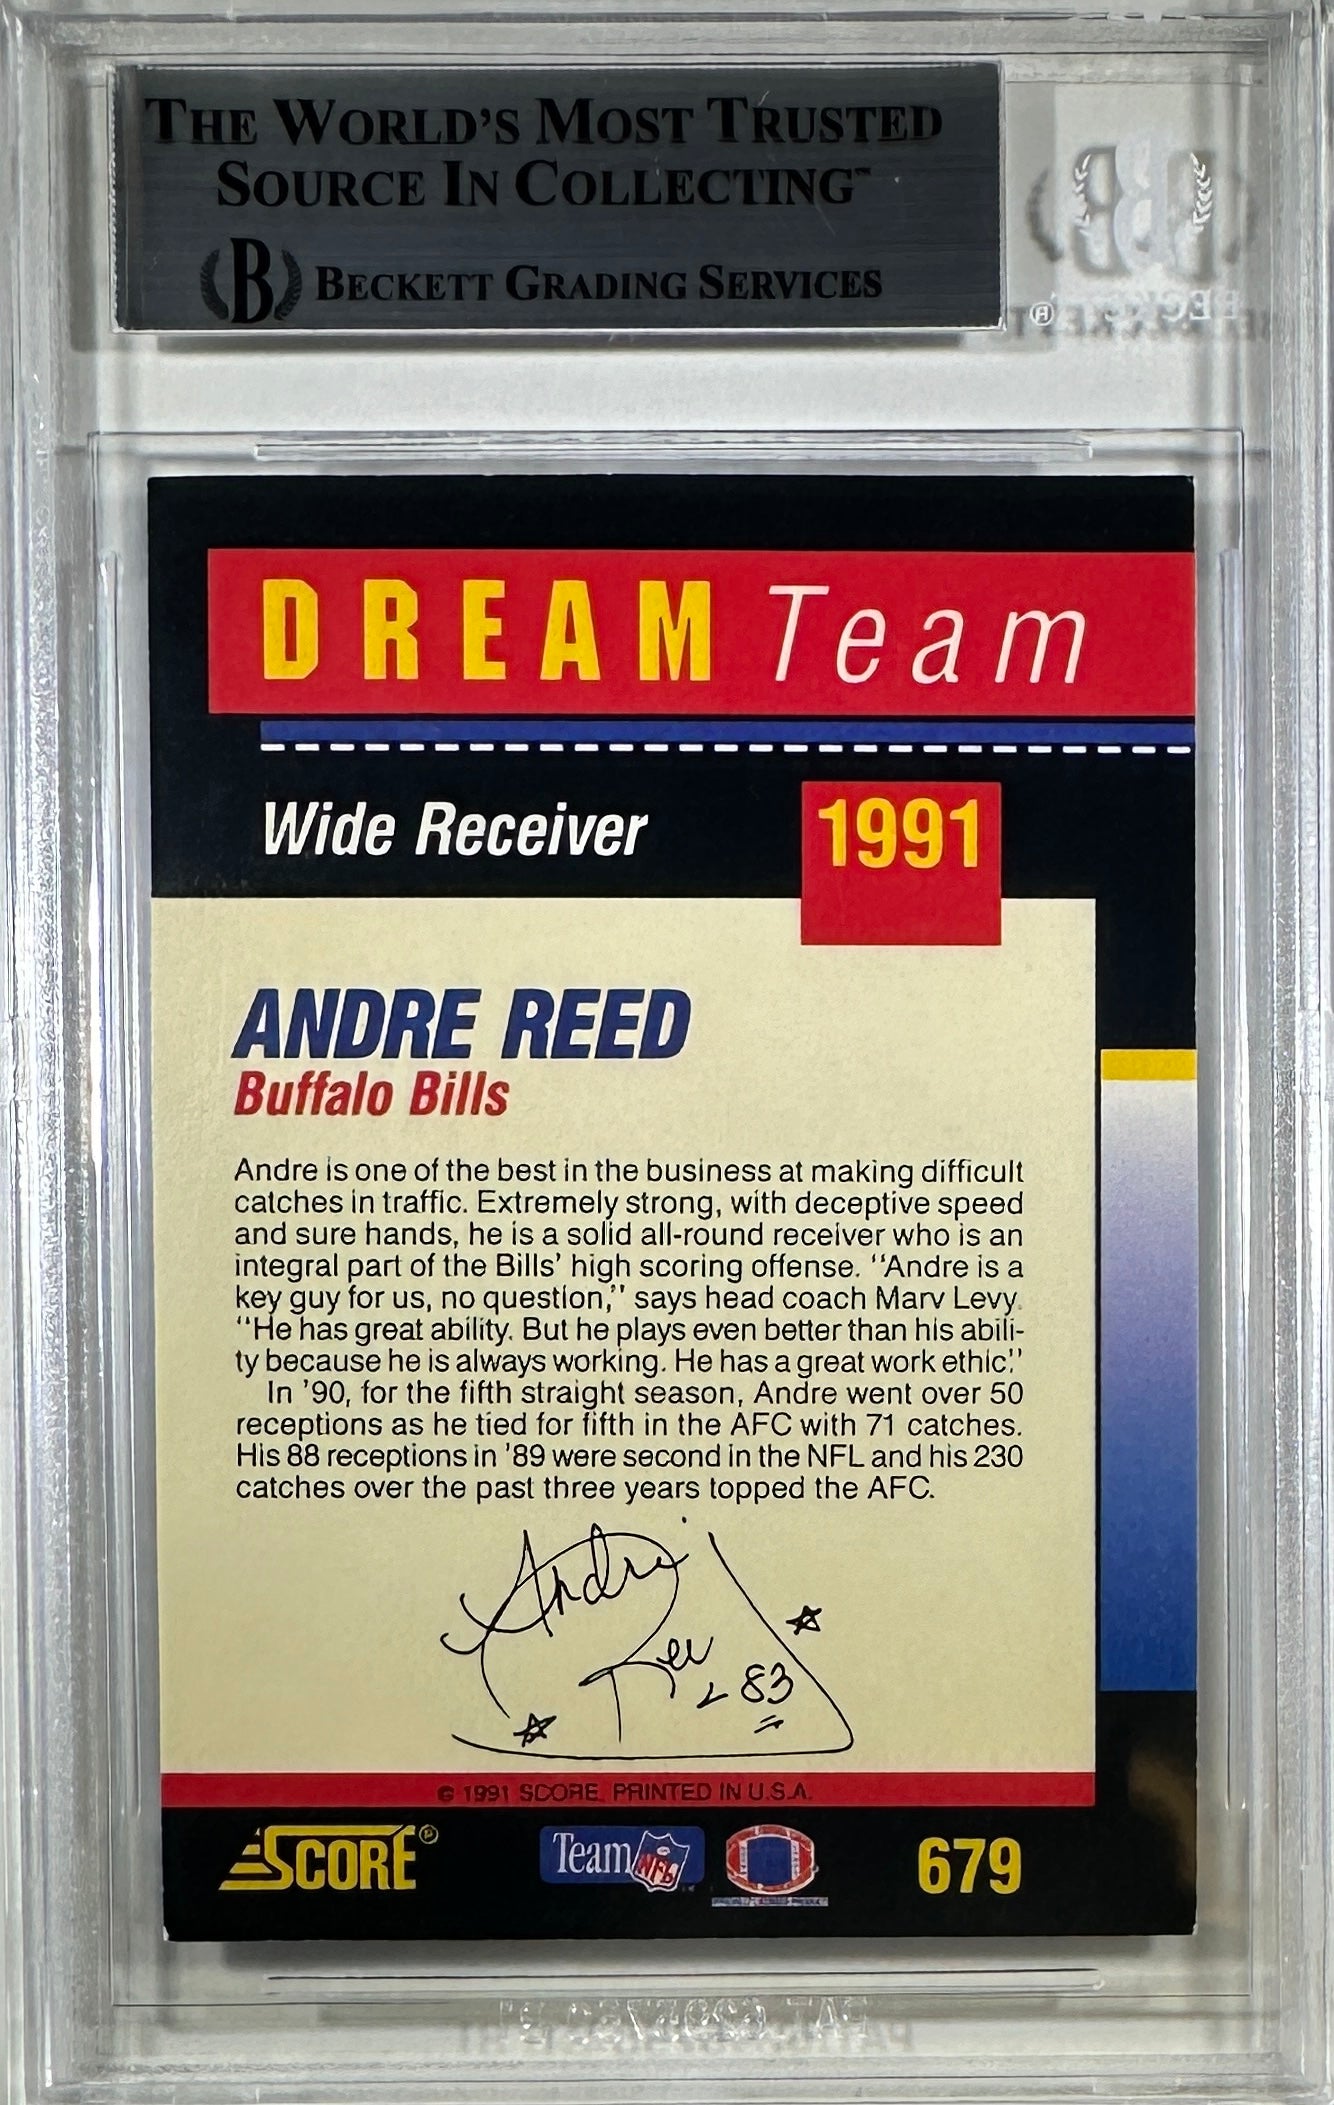 THE WORLD'S MOST TRUSTED
SOURCE IN COLLECTING™
B BECKETT GRADING SERVICES
DREAM Team
Wide Receiver
1991
ANDRE REED
Buffalo Bills
Andre is one of the best in the business at making difficult
catches in traffic. Extremely strong, with deceptive speed
and sure hands, he is a solid all-round receiver who is an
integral part of the Bills' high scoring offense. "Andre is a
key guy for us, no question," says head coach Marv Levy.
"He has great ability. But he plays even better than his abili-
ty because he is always working. He has a great work ethic."
In '90, for the fifth straight season, Andre went over 50
receptions as he tied for fifth in the AFC with 71 catches.
His 88 receptions in '89 were second in the NFL and his 230
catches over the past three years topped the AFC.
Andre
Reed
83
© 1991 SCORE, PRINTED IN U.S.A.
SCORE®
Team NFL
679